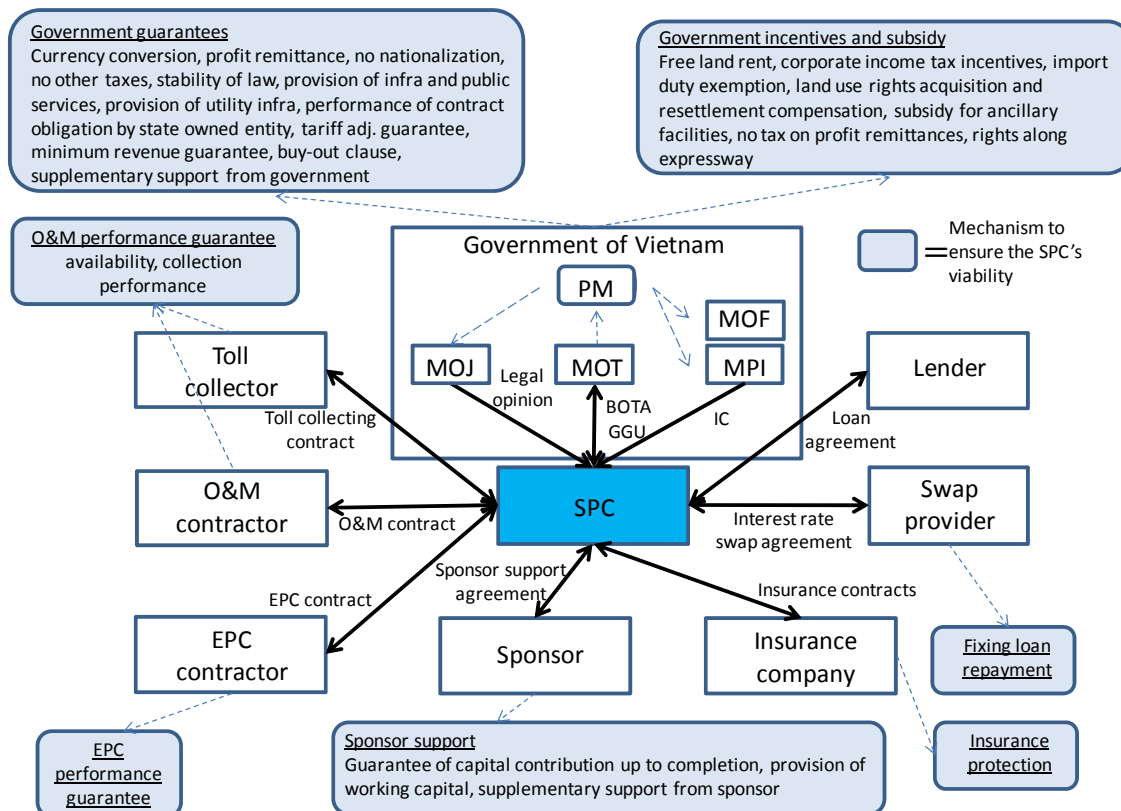 Government guarantees
Currency conversion, profit remittance, no nationalization,
no other taxes, stability of law, provision of infra and public
services, provision of utility infra, performance of contract
obligation by state owned entity, tariff adj. guarantee,
minimum revenue guarantee, buy-out clause,
supplementary support from government
Government incentives and subsidy
Free land rent, corporate income tax incentives, import
duty exemption, land use rights acquisition and
resettlement compensation, subsidy for ancillary
facilities, no tax on profit remittances, rights along
expressway
O&M performance guarantee
availability, collection
performance
Government of Vietnam
PM
MOF
MOJ
MOT
MPI
Legal
opinion
BOTA
GGU
IC
=
Mechanism to
ensure the SPC's
viability
Toll
collector
Toll collecting
contract
Lender
Loan
agreement
O&M
contractor
O&M contract
SPC
Interest rate
swap agreement
Swap
provider
EPC contract
Sponsor support
agreement
Insurance contracts
EPC
contractor
Sponsor
Insurance
company
Fixing loan
repayment
EPC
performance
guarantee
Sponsor support
Guarantee of capital contribution up to completion, provision of
working capital, supplementary support from sponsor
Insurance
protection